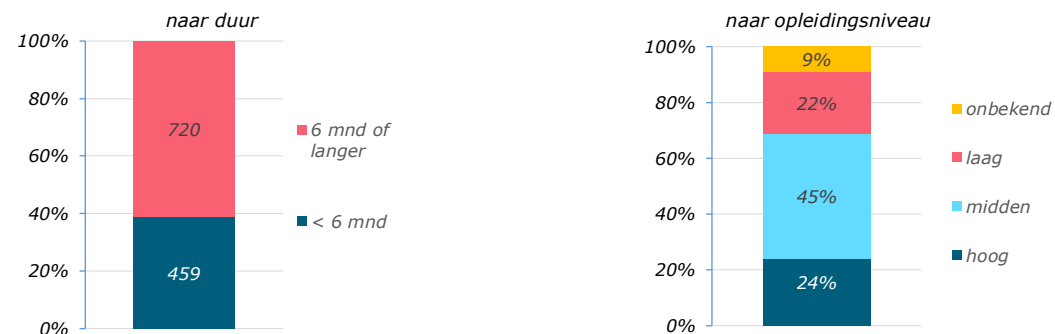 naar duur
100%
80%
60%
40%
20%
0%
720
459
6 mnd of
langer
< 6 mnd
naar opleidingsniveau
100%
80%
60%
40%
20%
0%
9%
22%
45%
24%
onbekend
laag
midden
hoog